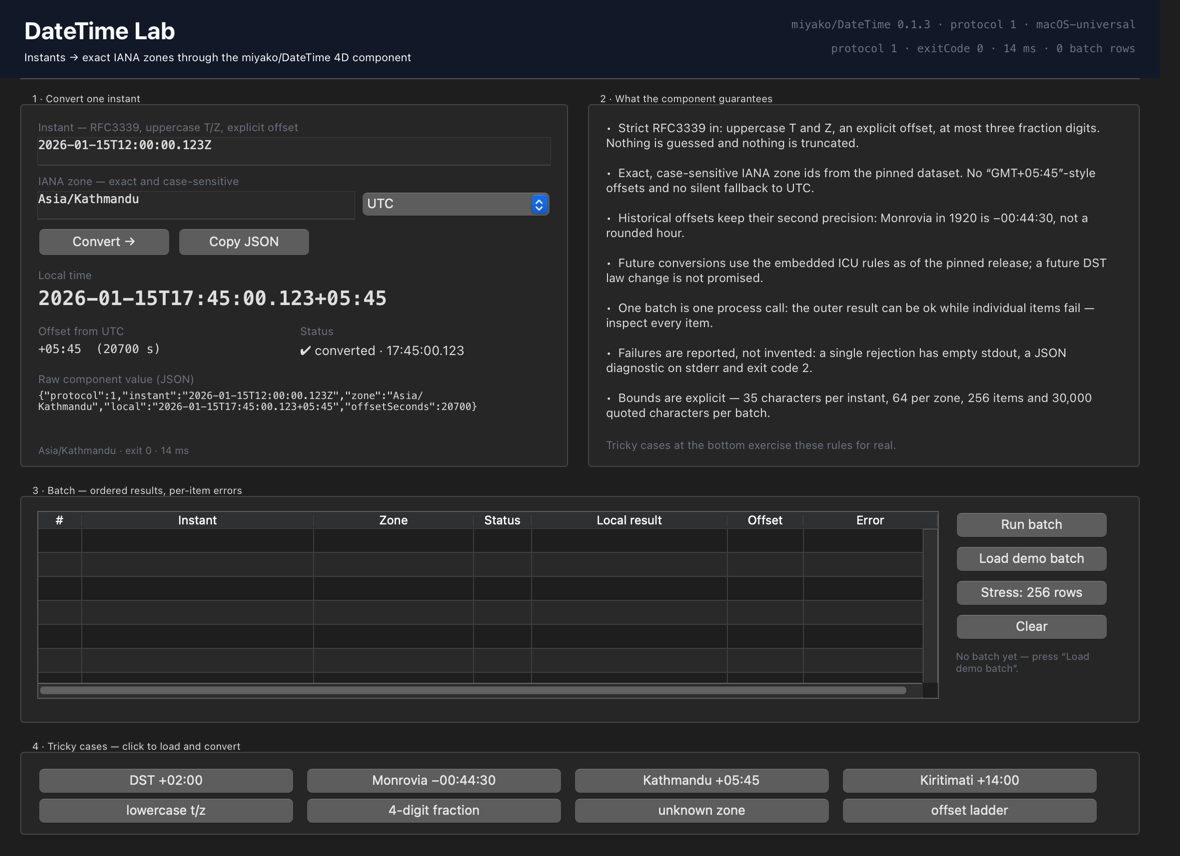 DateTime Lab
miyako/DateTime 0.1.3 · protocol 1 · macOS-universal
Instants → exact IANA zones through the miyako/DateTime 4D component
protocol 1 · exitCode 0 · 14 ms · 0 batch rows
1 · Convert one instant
Instant — RFC3339, uppercase T/Z, explicit offset
2026-01-15T12:00:00.123Z
IANA zone — exact and case-sensitive
Asia/Kathmandu
UTC
Convert →
Copy JSON
Local time
2026-01-15T17:45:00.123+05:45
Offset from UTC
Status
+05:45  (20700 s)
✔ converted · 17:45:00.123
Raw component value (JSON)
{"protocol":1,"instant":"2026-01-15T12:00:00.123Z","zone":"Asia/
Kathmandu","local":"2026-01-15T17:45:00.123+05:45","offsetSeconds":20700}
Asia/Kathmandu · exit 0 · 14 ms
2 · What the component guarantees
• Strict RFC3339 in: uppercase T and Z, an explicit offset, at most three fraction digits.
Nothing is guessed and nothing is truncated.
• Exact, case-sensitive IANA zone ids from the pinned dataset. No “GMT+05:45”-style
offsets and no silent fallback to UTC.
• Historical offsets keep their second precision: Monrovia in 1920 is −00:44:30, not a
rounded hour.
• Future conversions use the embedded ICU rules as of the pinned release; a future DST
law change is not promised.
• One batch is one process call: the outer result can be ok while individual items fail —
inspect every item.
• Failures are reported, not invented: a single rejection has empty stdout, a JSON
diagnostic on stderr and exit code 2.
• Bounds are explicit — 35 characters per instant, 64 per zone, 256 items and 30,000
quoted characters per batch.
Tricky cases at the bottom exercise these rules for real.
3 · Batch — ordered results, per-item errors
# Instant Zone Status Local result Offset Error
Run batch
Load demo batch
Stress: 256 rows
Clear
No batch yet — press “Load
demo batch”.
4 · Tricky cases — click to load and convert
DST +02:00
Monrovia −00:44:30
Kathmandu +05:45
Kiritimati +14:00
lowercase t/z
4-digit fraction
unknown zone
offset ladder